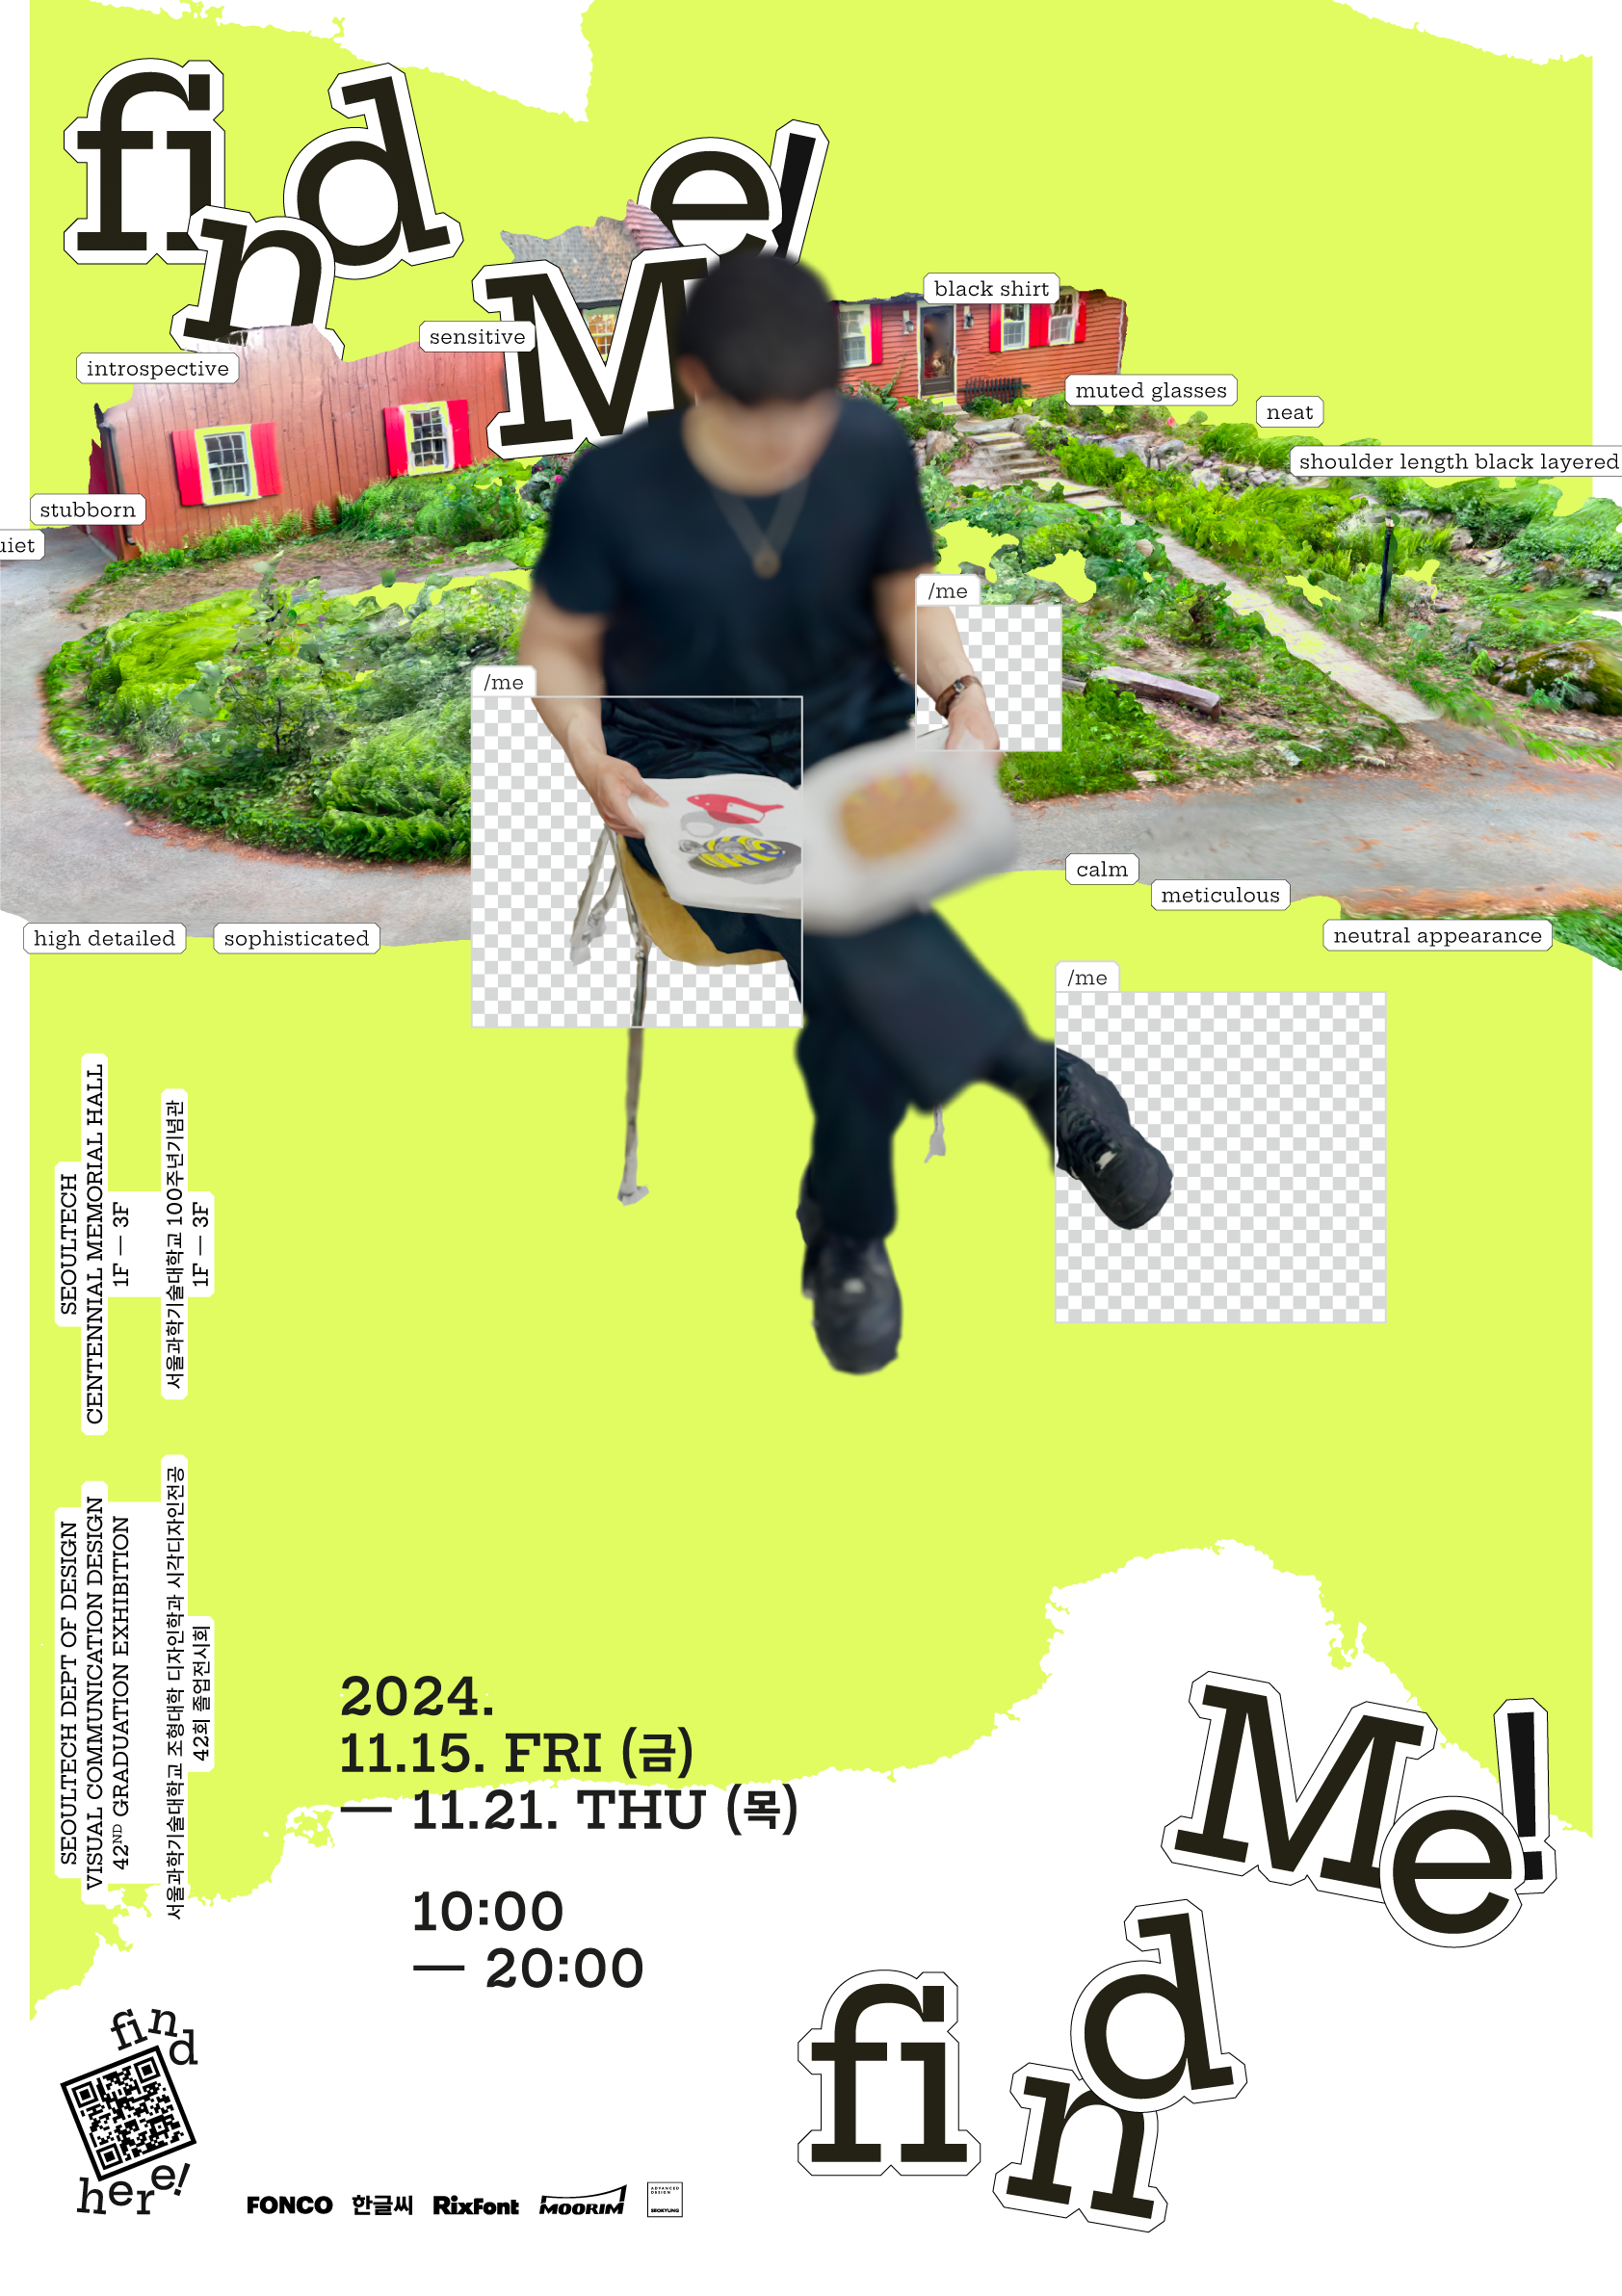 find
Me!
black shirt
sensitive
introspective
muted glasses
neat
shoulder length black layered
stubborn
/me
/me
calm
meticulous
high detailed
sophisticated
neutral appearance
/me
SEOULTECH
CENTENNIAL MEMORIAL HALL
1F — 3F
서울과학기술대학교 100주년기념관
1F — 3F
SEOULTECH DEPT OF DESIGN
VISUAL COMMUNICATION DESIGN
42ND GRADUATION EXHIBITION
서울과학기술대학교 조형대학 디자인학과 시각디자인전공
42회 졸업전시회
2024.
11.15. FRI (금)
— 11.21. THU (목)
10:00
— 20:00
Me!
find
find
here!
FONCO 한글씨 RixFont MOORIM
ADVANCED
DESIGN
SEOKYUNG